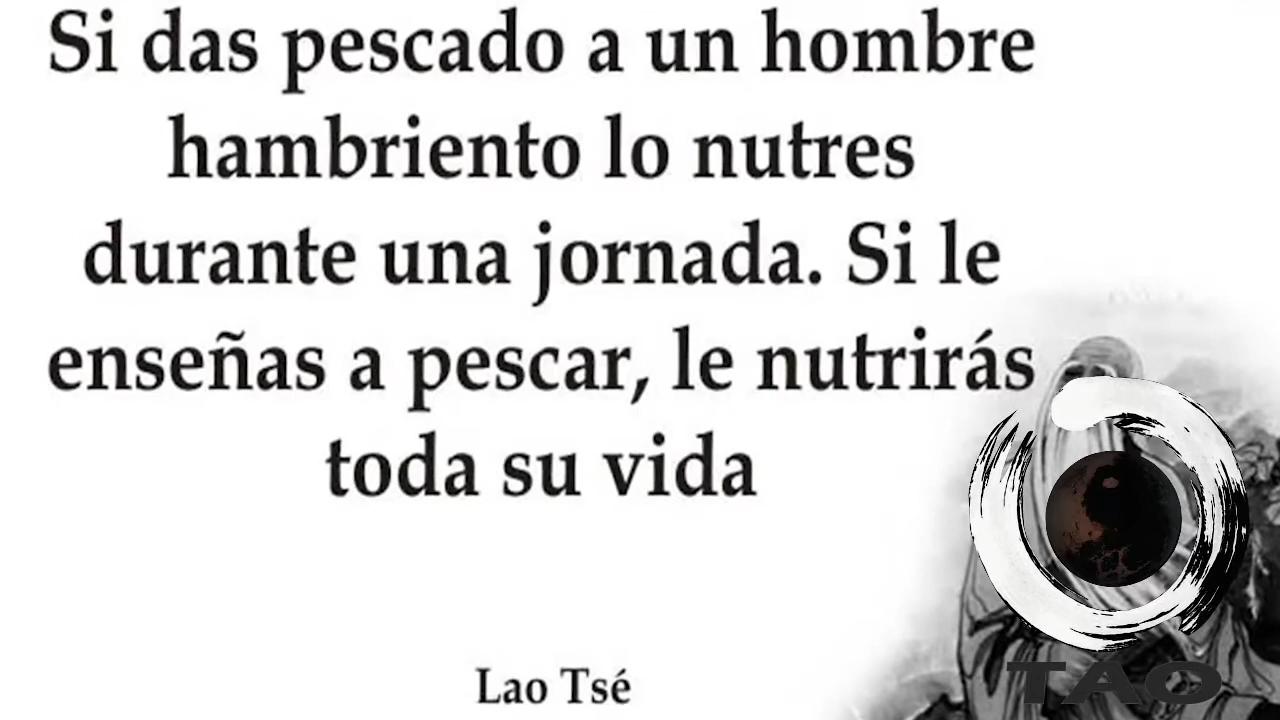 Si das pescado a un hombre
hambriento lo nutres
durante una jornada. Si le
enseñas a pescar, le nutrirás
toda su vida
Lao Tsé
TAO